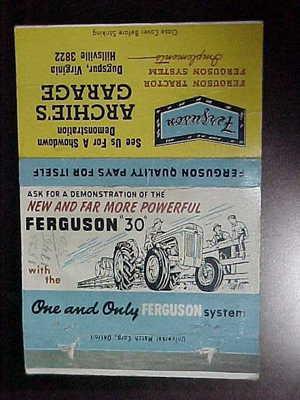 Close Cover Before Striking
Ferguson
FERGUSON TRACTOR
FERGUSON SYSTEM
Implements
See Us For A Showdown
Demonstration
ARCHIE'S
GARAGE
Dugspur, Virginia
Hillsville 3822
FERGUSON QUALITY PAYS FOR ITSELF
ASK FOR A DEMONSTRATION OF THE
NEW AND FAR MORE POWERFUL
FERGUSON "30"
with the
One and Only FERGUSON system
Universal Match Corp., Detroit